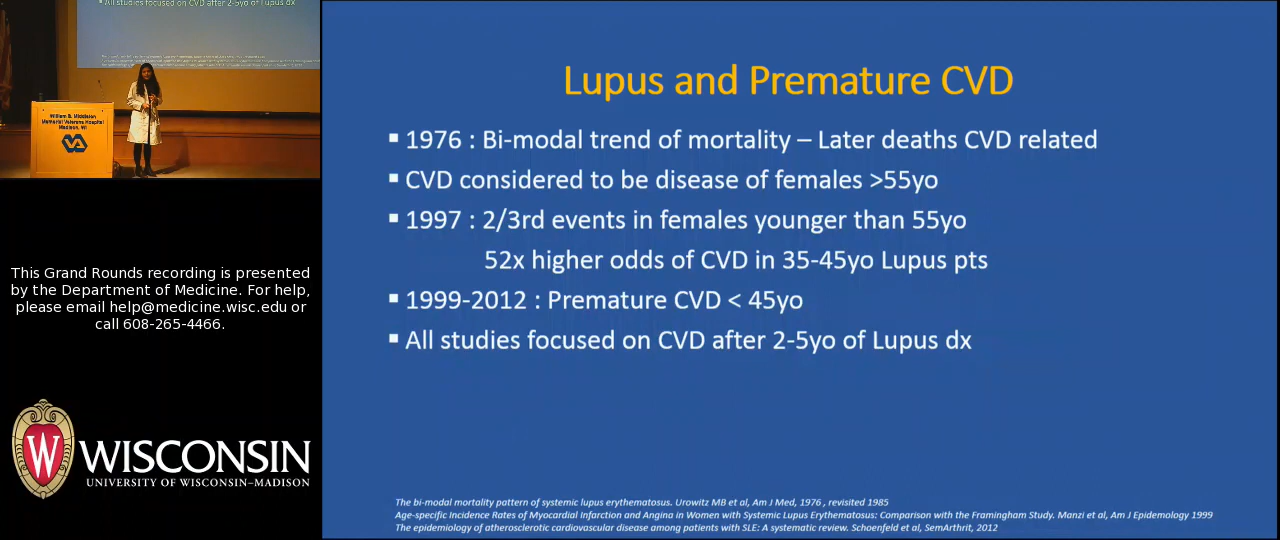 All studies focused on CVD after 2-5yo of Lupus dx
William S. Middleton
Memorial Veterans Hospital
Madison, WI
VA
This Grand Rounds recording is presented
by the Department of Medicine. For help,
please email help@medicine.wisc.edu or
call 608-265-4466.
W
WISCONSIN
UNIVERSITY OF WISCONSIN–MADISON
Lupus and Premature CVD
▪ 1976 : Bi-modal trend of mortality – Later deaths CVD related
▪ CVD considered to be disease of females >55yo
▪ 1997 : 2/3rd events in females younger than 55yo
52x higher odds of CVD in 35-45yo Lupus pts
▪ 1999-2012 : Premature CVD < 45yo
▪ All studies focused on CVD after 2-5yo of Lupus dx
The bi-modal mortality pattern of systemic lupus erythematosus. Urowitz MB et al, Am J Med, 1976 , revisited 1985
Age-specific Incidence Rates of Myocardial Infarction and Angina in Women with Systemic Lupus Erythematosus: Comparison with the Framingham Study. Manzi et al, Am J Epidemiology 1999
The epidemiology of atherosclerotic cardiovascular disease among patients with SLE: A systematic review. Schoenfeld et al, SemArthrit, 2012